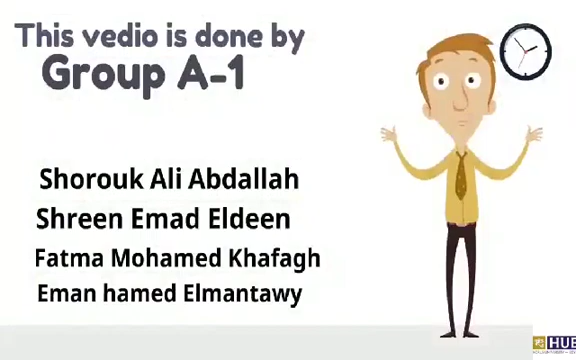 This vedio is done by
Group A-1
Shorouk Ali Abdallah
Shreen Emad Eldeen
Fatma Mohamed Khafagh
Eman hamed Elmantawy